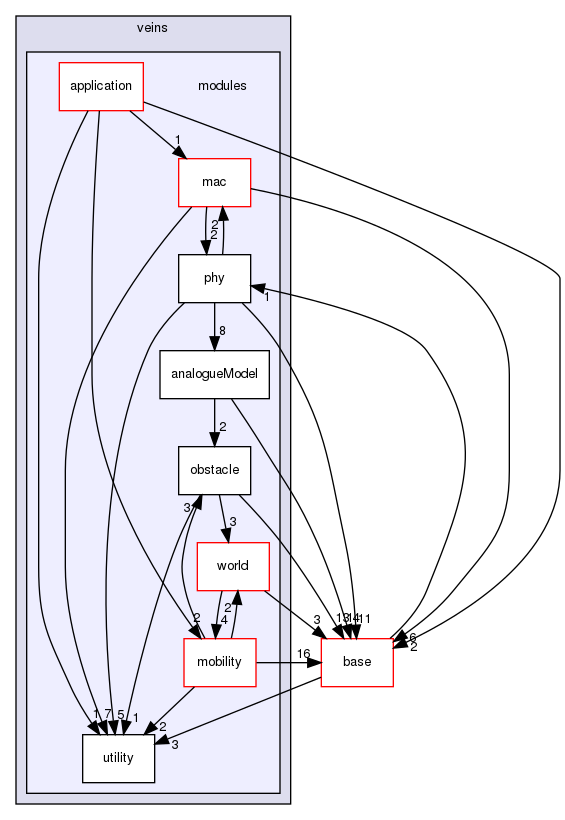 veins
application
modules
1
mac
2
2
phy
1
8
analogueModel
2
obstacle
3
3
world
2
2
4
3
13
14
11
6
2
mobility
16
base
1
7
5
1
2
3
utility